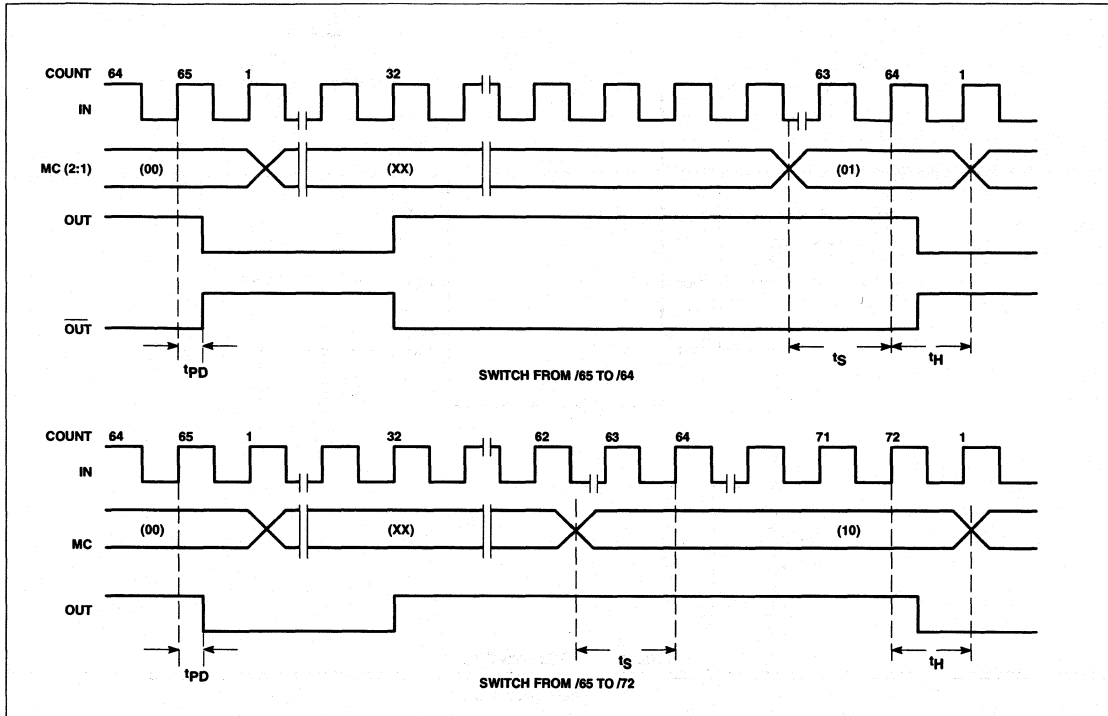 64 65 1 32 63 64 1
COUNT
IN
MC (2:1) (00) (XX) (01)
OUT
OUT
tPD tS tH
SWITCH FROM /65 TO /64
64 65 1 32 62 63 64 71 72 1
COUNT
IN
(00) (XX) (10)
MC
OUT
tPD tS tH
SWITCH FROM /65 TO /72